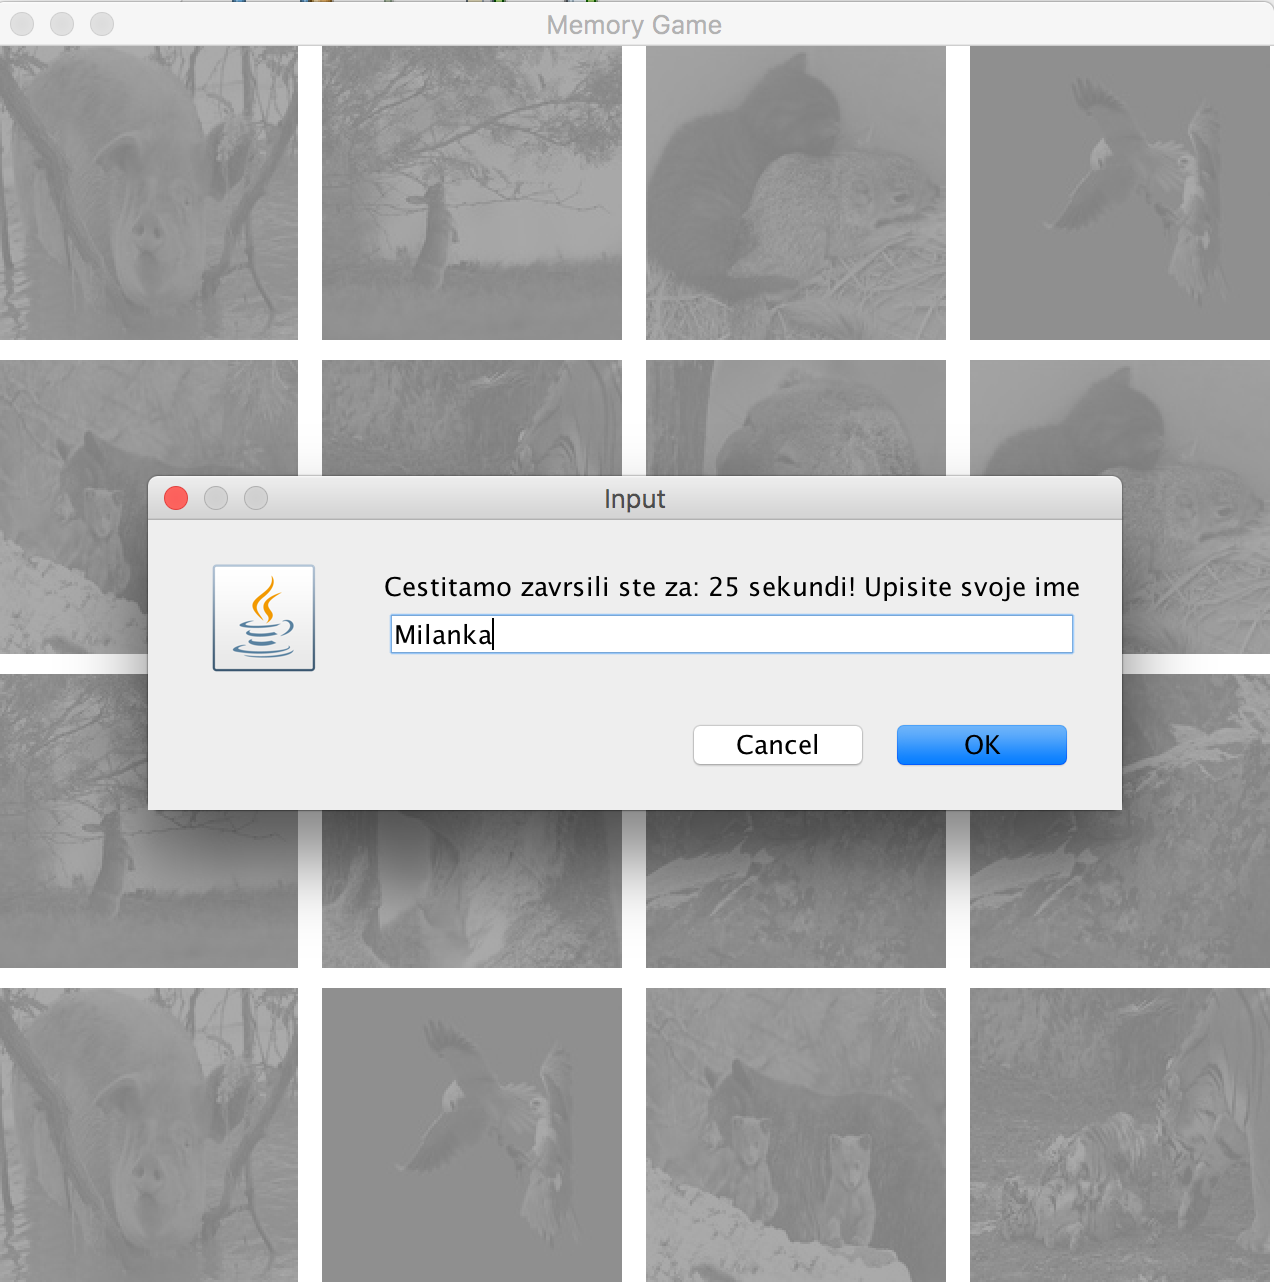 Memory Game
Input
Cestitamo zavrsili ste za: 25 sekundi! Upisite svoje ime
Milanka
Cancel
OK